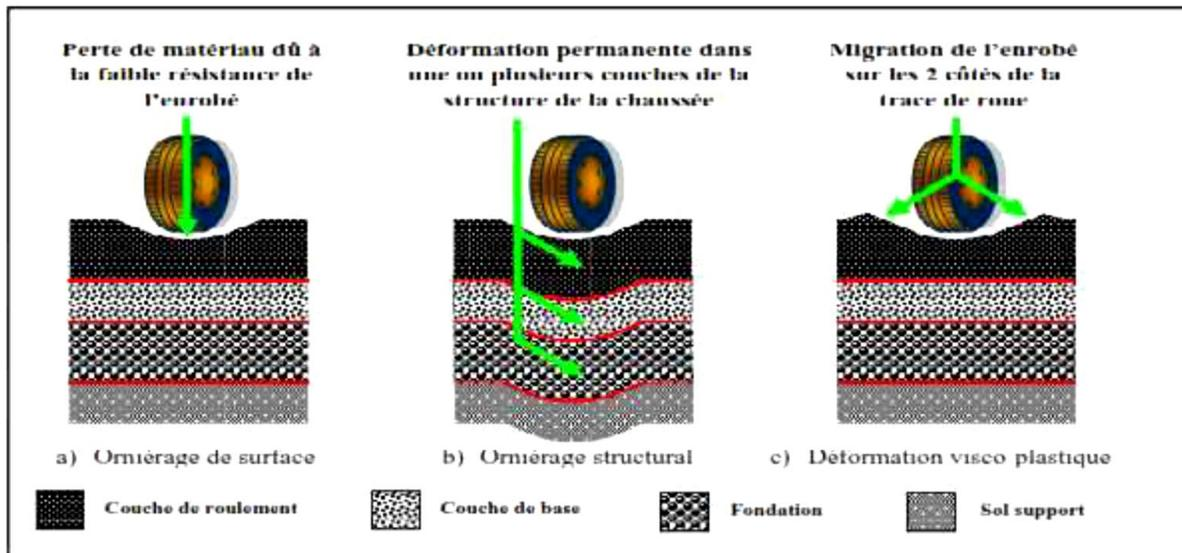 Perte de matériau dû à
la faible résistance de
l'enrobé
Déformation permanente dans
une ou plusieurs couches de la
structure de la chaussée
Migration de l'enrobé
sur les 2 côtés de la
trace de roue
a) Orniérage de surface
b) Orniérage structural
c) Déformation visco plastique
Couche de roulement
Couche de base
Fondation
Sol support